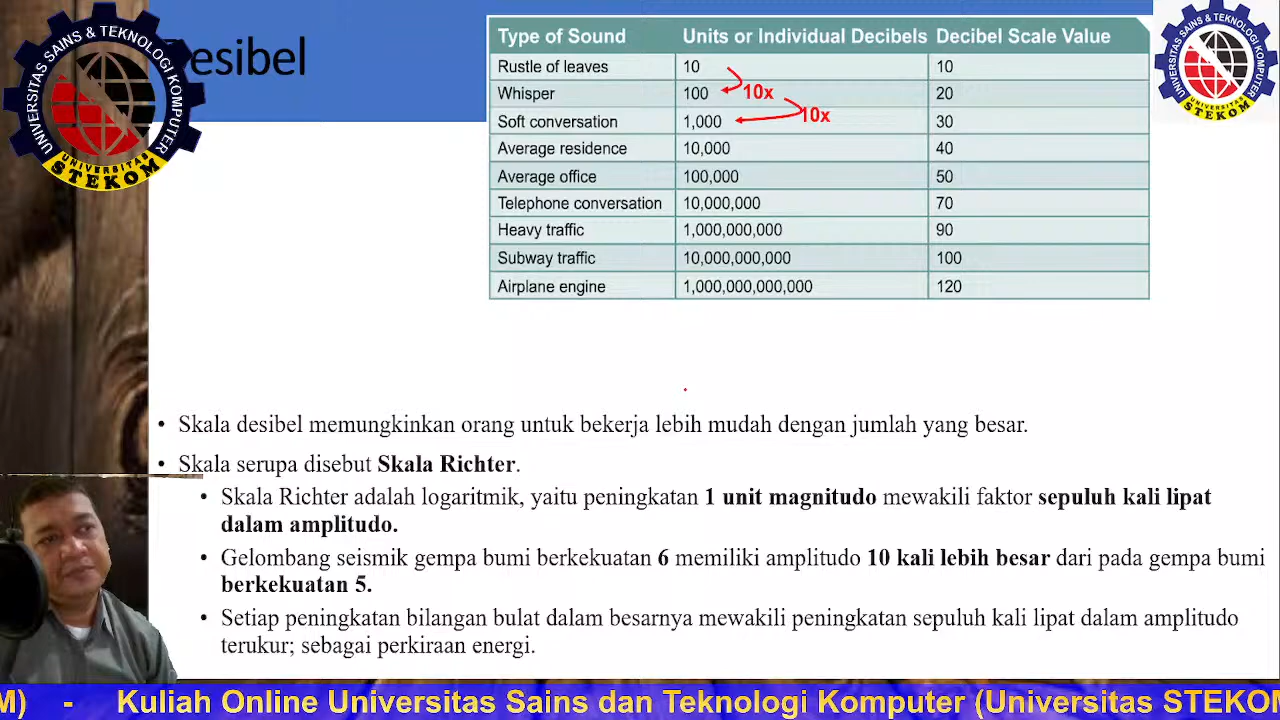 esibel
Type of Sound Units or Individual Decibels Decibel Scale Value
Rustle of leaves 10 10
Whisper 100 20
10x
Soft conversation 1,000 30
10x
Average residence 10,000 40
Average office 100,000 50
Telephone conversation 10,000,000 70
Heavy traffic 1,000,000,000 90
Subway traffic 10,000,000,000 100
Airplane engine 1,000,000,000,000 120
UNIVERSITAS SAINS & TEKNOLOGI KOMPUTER
UNIVERSITAS
STEKOM
UNIVERSITAS SAINS & TEKNOLOGI KOMPUTER
UNIVERSITAS
STEKOM
• Skala desibel memungkinkan orang untuk bekerja lebih mudah dengan jumlah yang besar.
• Skala serupa disebut Skala Richter.
• Skala Richter adalah logaritmik, yaitu peningkatan 1 unit magnitudo mewakili faktor sepuluh kali lipat
dalam amplitudo.
• Gelombang seismik gempa bumi berkekuatan 6 memiliki amplitudo 10 kali lebih besar dari pada gempa bumi
berkekuatan 5.
• Setiap peningkatan bilangan bulat dalam besarnya mewakili peningkatan sepuluh kali lipat dalam amplitudo
terukur; sebagai perkiraan energi.
M) - Kuliah Online Universitas Sains dan Teknologi Komputer (Universitas STEKOM